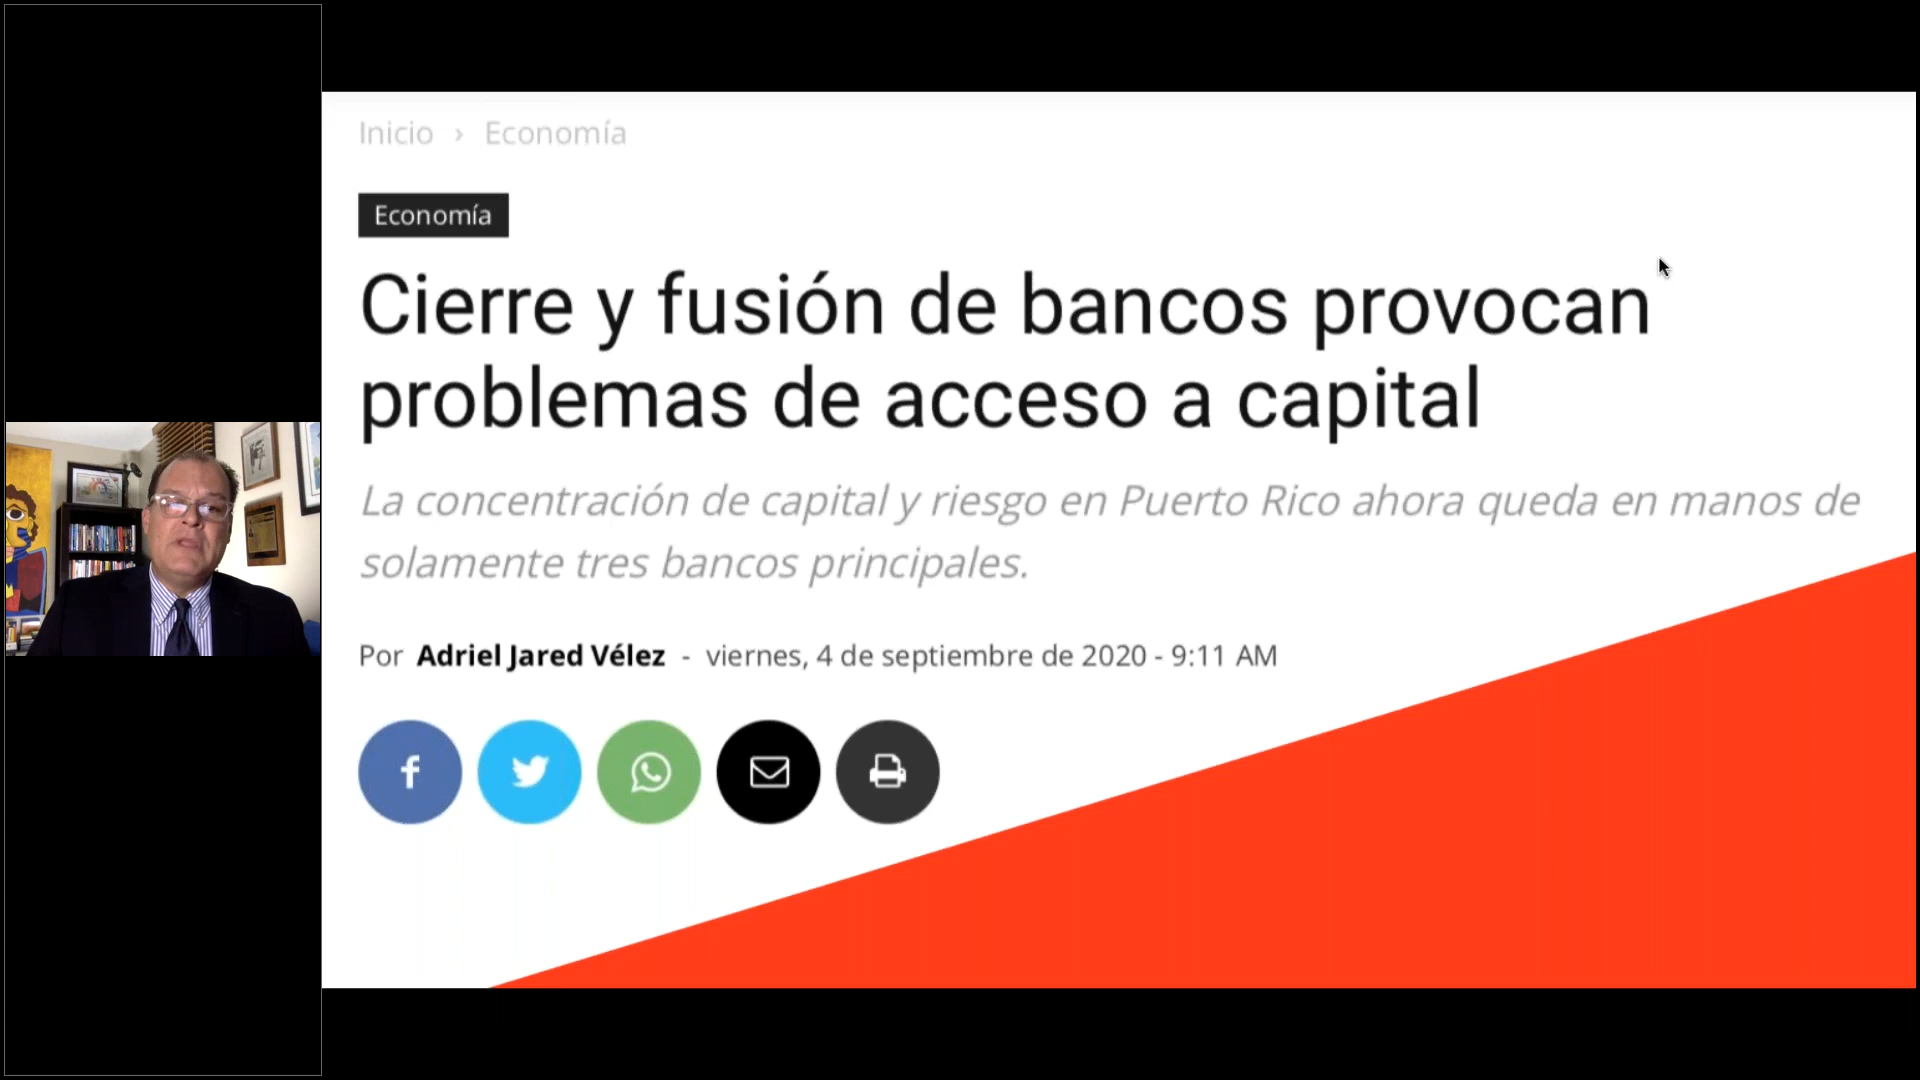 Inicio › Economía
Economía
Cierre y fusión de bancos provocan
problemas de acceso a capital
La concentración de capital y riesgo en Puerto Rico ahora queda en manos de
solamente tres bancos principales.
Por Adriel Jared Vélez - viernes, 4 de septiembre de 2020 - 9:11 AM